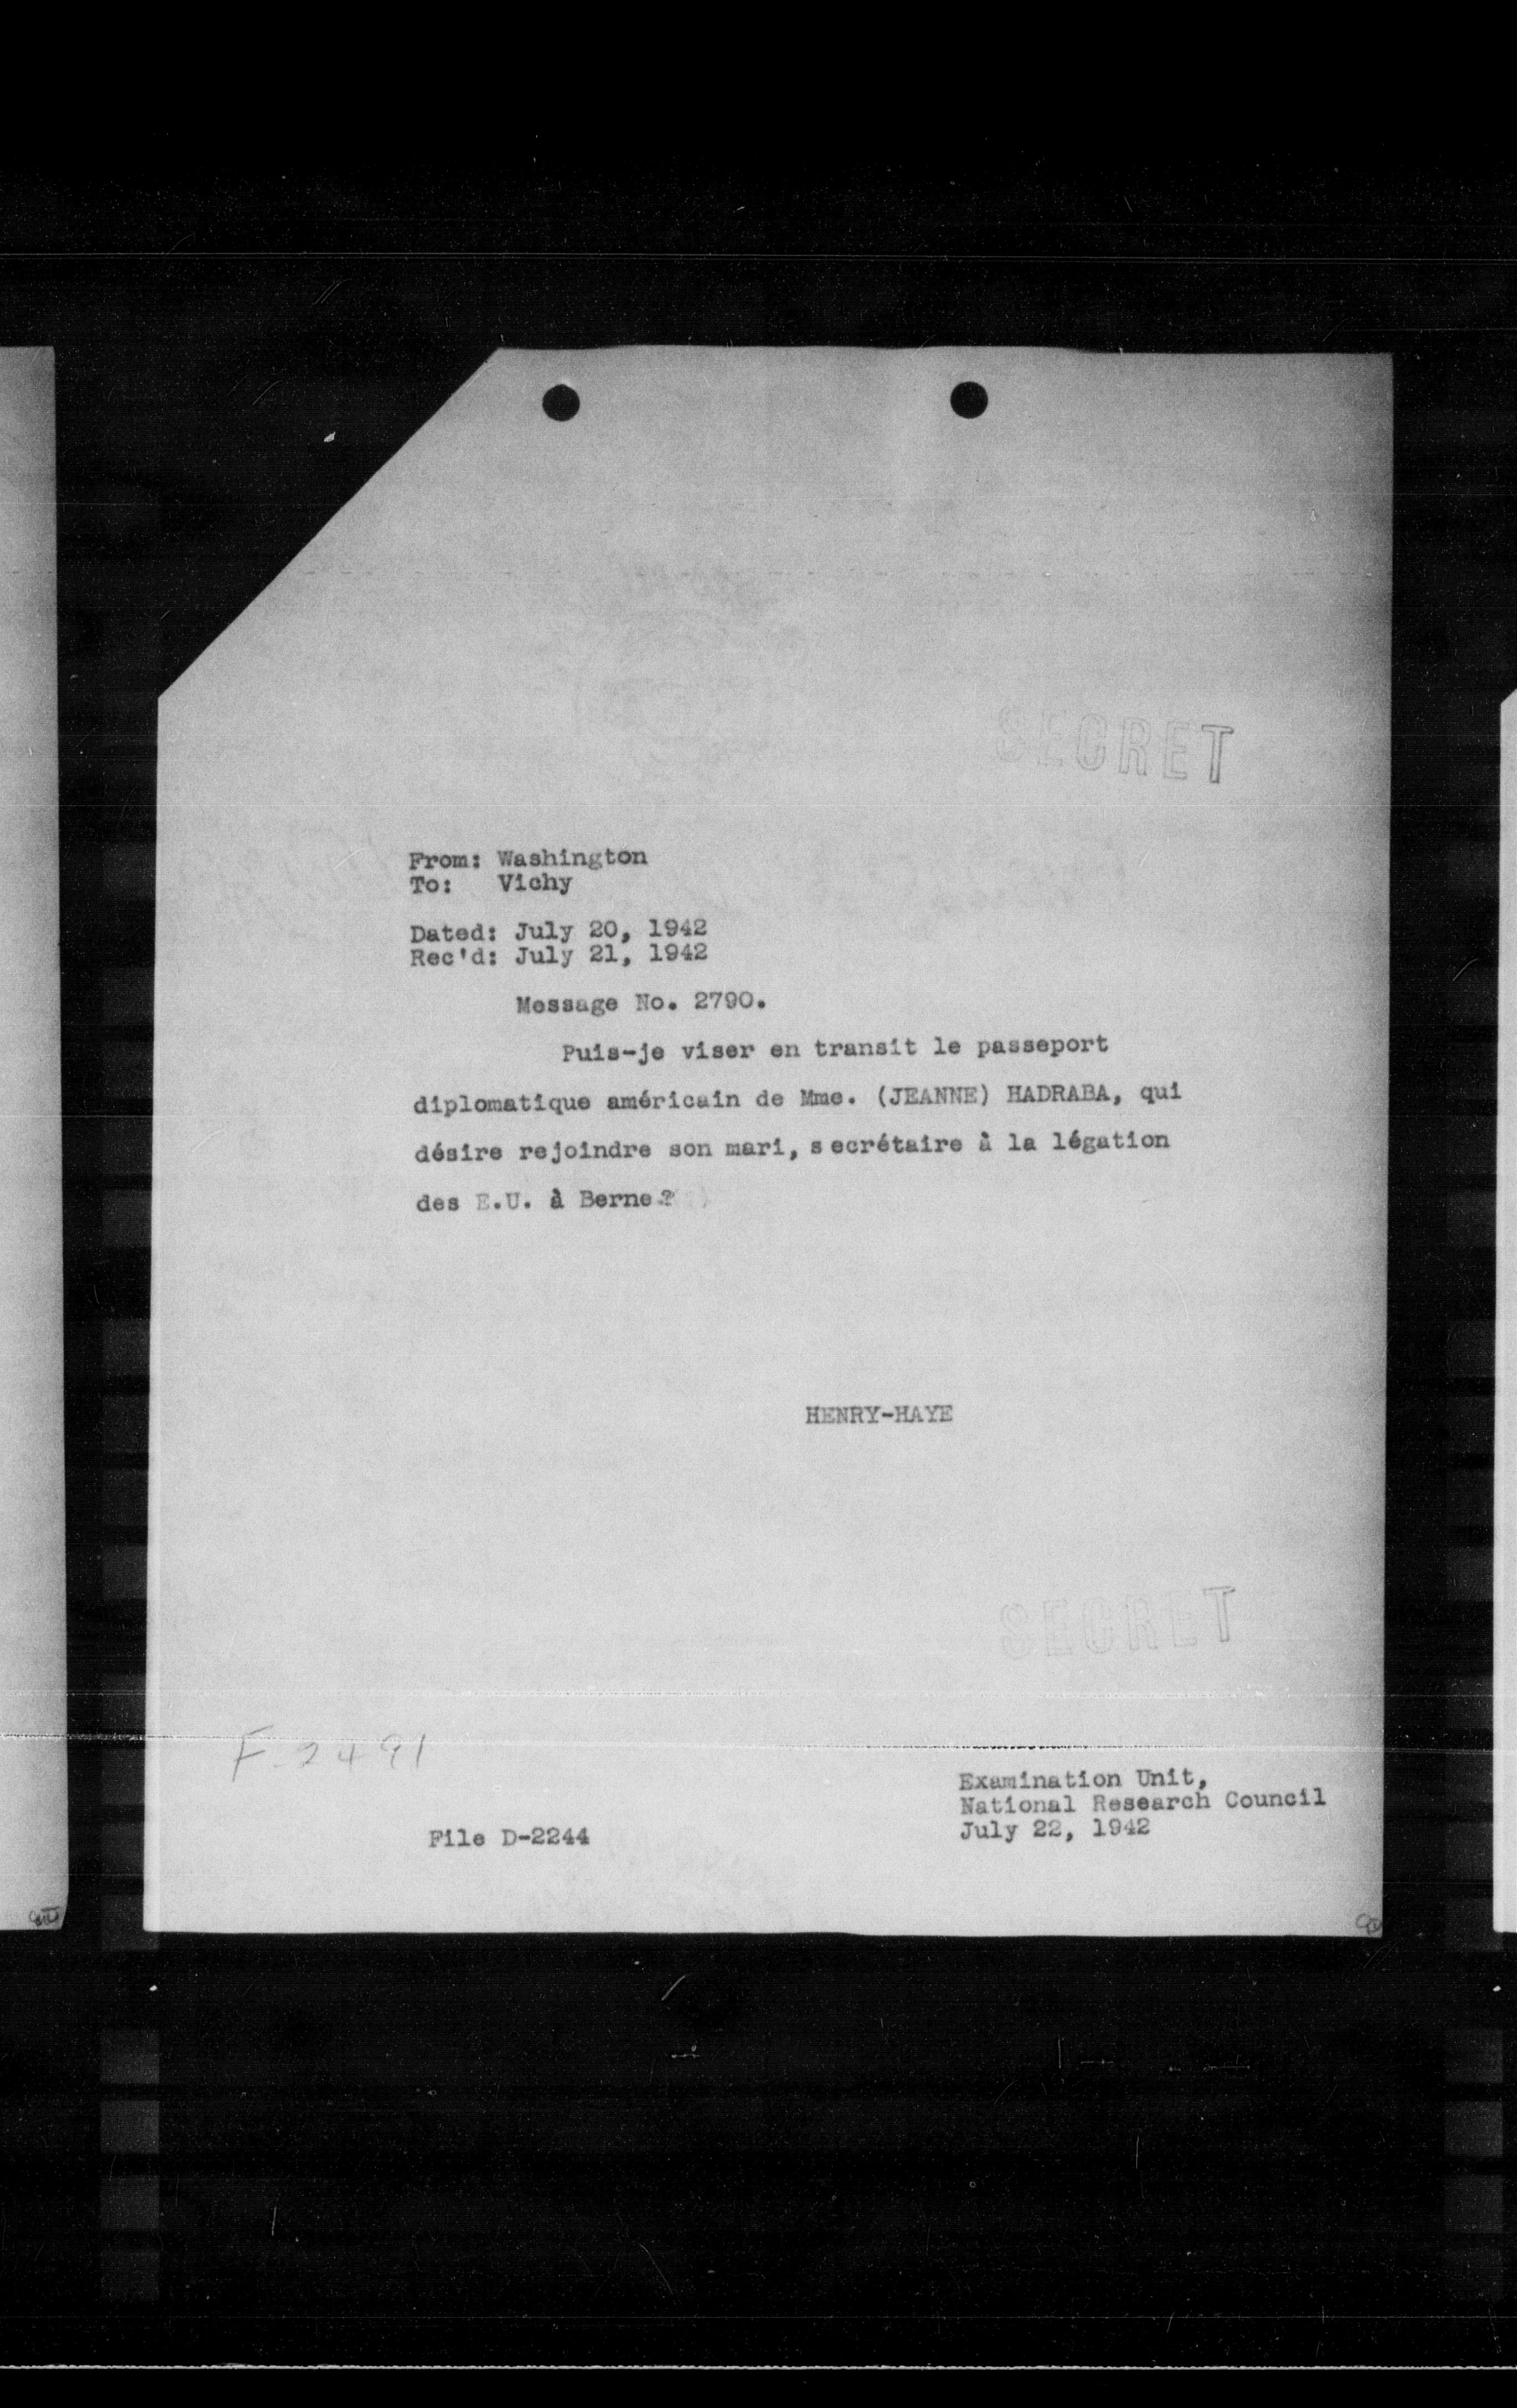 SECRET
From: Washington
To: Vichy
Dated: July 20, 1942
Rec'd: July 21, 1942
Message No. 2790.
Puis-je viser en transit le passeport
diplomatique américain de Mme. (JEANNE) HADRABA, qui
désire rejoindre son mari, secrétaire à la légation
des E.U. à Berne?
HENRY-HAYE
SECRET
F 2491
Examination Unit,
National Research Council
July 22, 1942
File D-2244